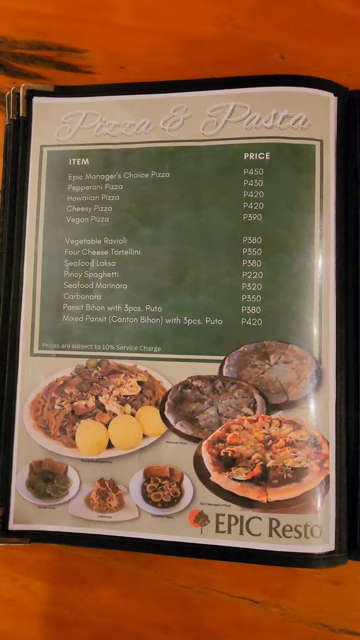 Pizza & Pasta
ITEM PRICE
Epic Manager's Choice Pizza P450
Pepperoni Pizza P430
Hawaiian Pizza P420
Cheesy Pizza P420
Vegan Pizza P390
Vegetable Ravioli P380
Four Cheese Tortellini P350
Seafood Laksa P380
Pinoy Spaghetti P220
Seafood Marinara P320
Carbonara P350
Pansit Bihon with 3pcs. Puto P380
Mixed Pansit (Canton Bihon) with 3pcs. Puto P420
Prices are subject to 10% Service Charge
EPIC Resto